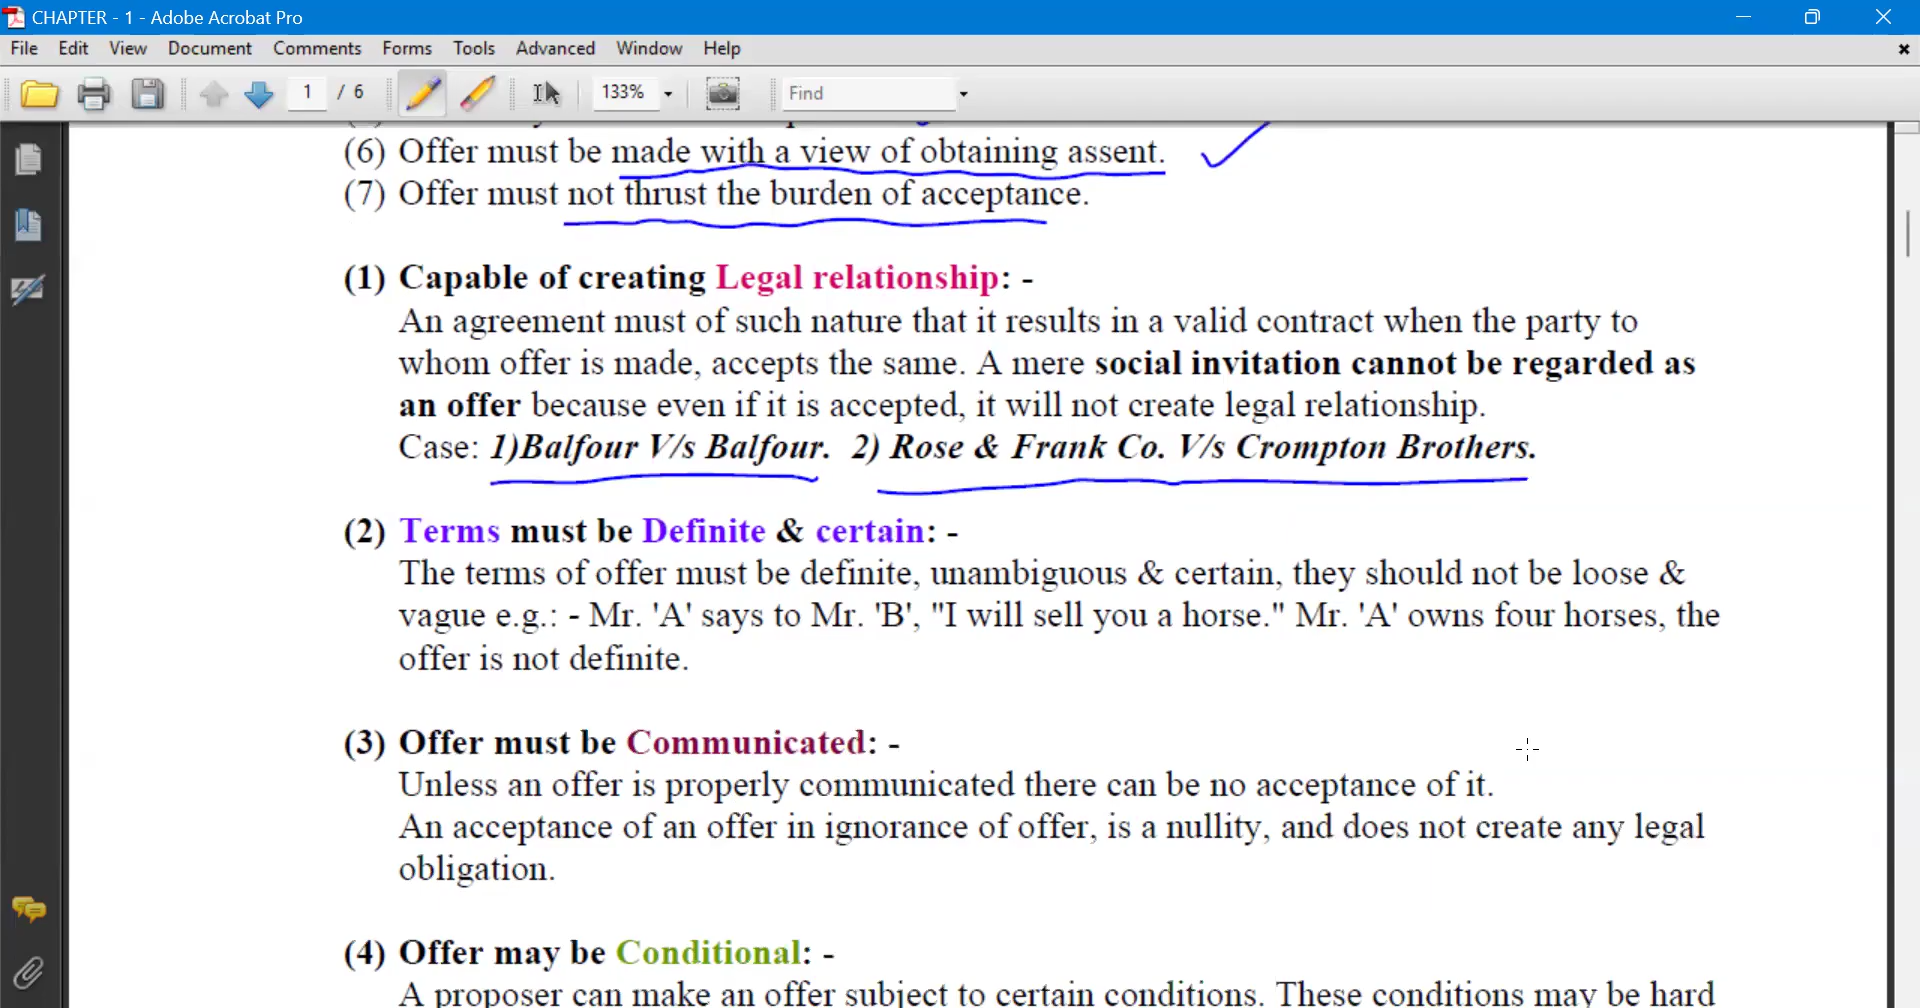 CHAPTER - 1 - Adobe Acrobat Pro
File Edit View Document Comments Forms Tools Advanced Window Help
1 / 6 133% Find
(6) Offer must be made with a view of obtaining assent.
(7) Offer must not thrust the burden of acceptance.
(1) Capable of creating Legal relationship: -
An agreement must of such nature that it results in a valid contract when the party to
whom offer is made, accepts the same. A mere social invitation cannot be regarded as
an offer because even if it is accepted, it will not create legal relationship.
Case: 1)Balfour V/s Balfour. 2) Rose & Frank Co. V/s Crompton Brothers.
(2) Terms must be Definite & certain: -
The terms of offer must be definite, unambiguous & certain, they should not be loose &
vague e.g.: - Mr. 'A' says to Mr. 'B', "I will sell you a horse." Mr. 'A' owns four horses, the
offer is not definite.
(3) Offer must be Communicated: -
Unless an offer is properly communicated there can be no acceptance of it.
An acceptance of an offer in ignorance of offer, is a nullity, and does not create any legal
obligation.
(4) Offer may be Conditional: -
A proposer can make an offer subject to certain conditions. These conditions may be hard